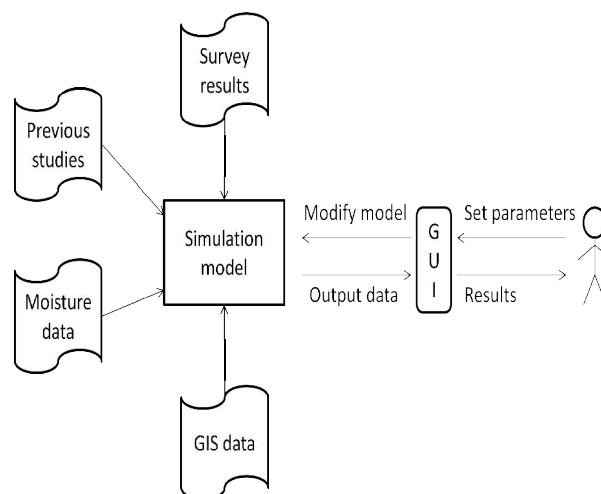 Survey
results
Previous
studies
Simulation
model
Moisture
data
GIS data
Modify model
Output data
G
U
I
Set parameters
Results